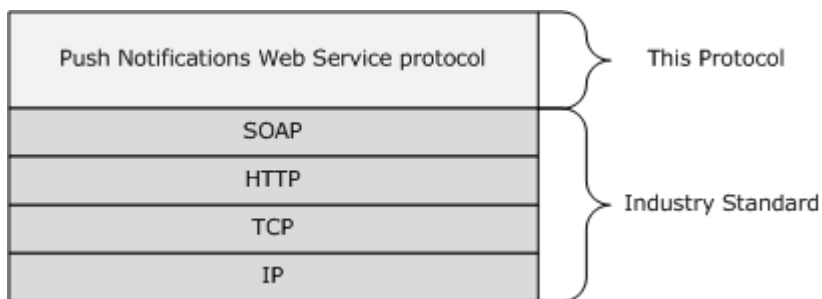 Push Notifications Web Service protocol
This Protocol
SOAP
HTTP
TCP
IP
Industry Standard